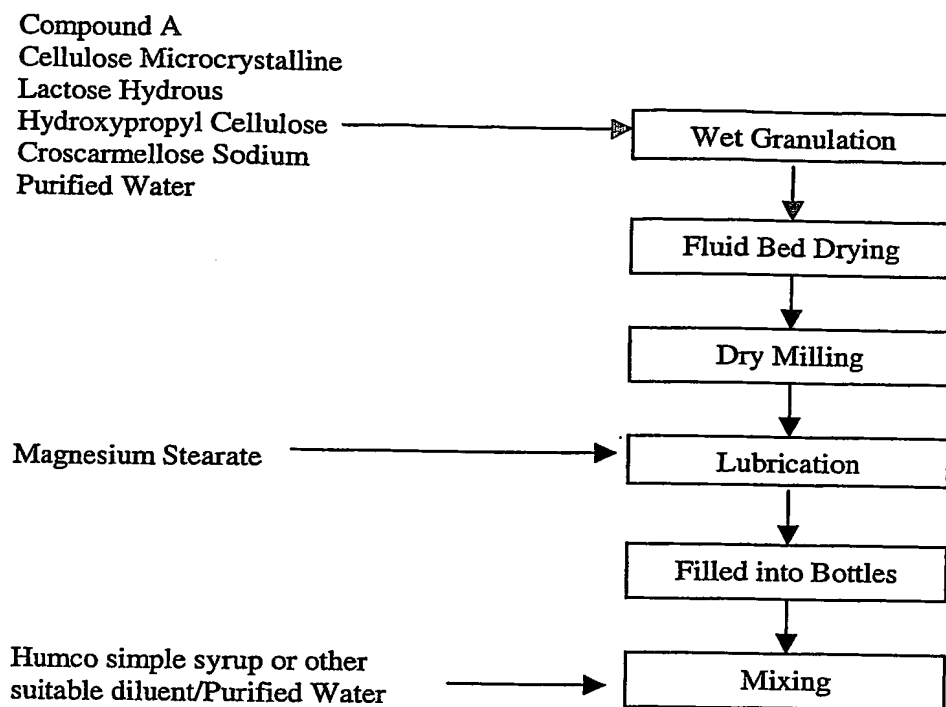 Compound A
Cellulose Microcrystalline
Lactose Hydrous
Hydroxypropyl Cellulose
Croscarmellose Sodium
Purified Water
Wet Granulation
Fluid Bed Drying
Dry Milling
Magnesium Stearate
Lubrication
Filled into Bottles
Humco simple syrup or other
suitable diluent/Purified Water
Mixing